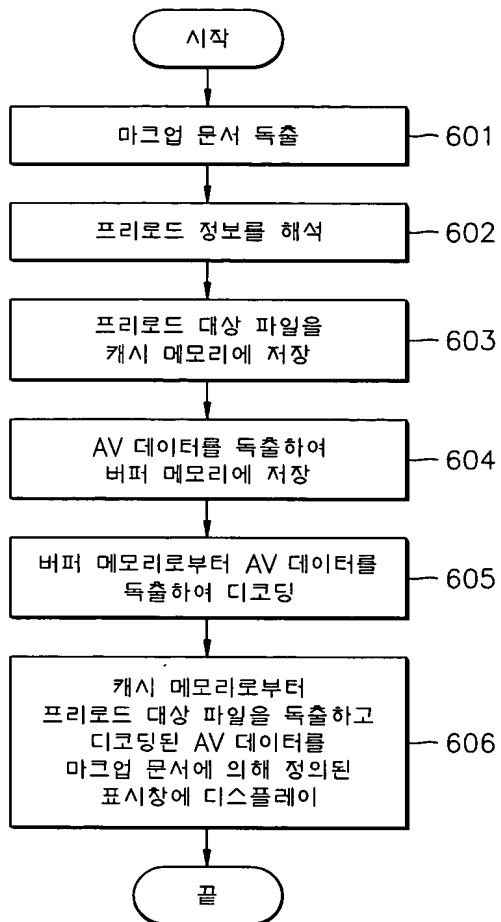 시작
마크업 문서 독출
601
프리로드 정보를 해석
602
프리로드 대상 파일을
캐시 메모리에 저장
603
AV 데이터를 독출하여
버퍼 메모리에 저장
604
버퍼 메모리로부터 AV 데이터를
독출하여 디코딩
605
캐시 메모리로부터
프리로드 대상 파일을 독출하고
디코딩된 AV 데이터를
마크업 문서에 의해 정의된
표시창에 디스플레이
606
끝